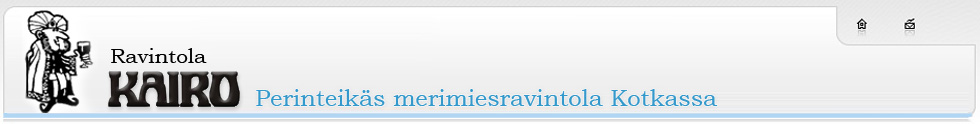 Ravintola
KAIRO
Perinteikäs merimiesravintola Kotkassa